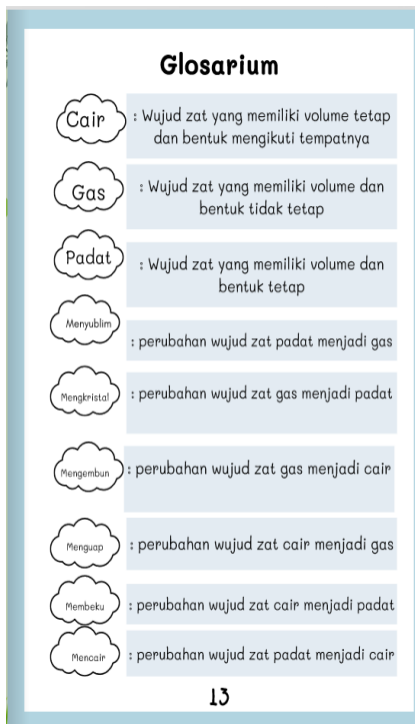 Glosarium
Cair : Wujud zat yang memiliki volume tetap
dan bentuk mengikuti tempatnya
Gas : Wujud zat yang memiliki volume dan
bentuk tidak tetap
Padat : Wujud zat yang memiliki volume dan
bentuk tetap
Menyublim : perubahan wujud zat padat menjadi gas
Mengkristal : perubahan wujud zat gas menjadi padat
Mengembun : perubahan wujud zat gas menjadi cair
Menguap : perubahan wujud zat cair menjadi gas
Membeku : perubahan wujud zat cair menjadi padat
Mencair : perubahan wujud zat padat menjadi cair
13